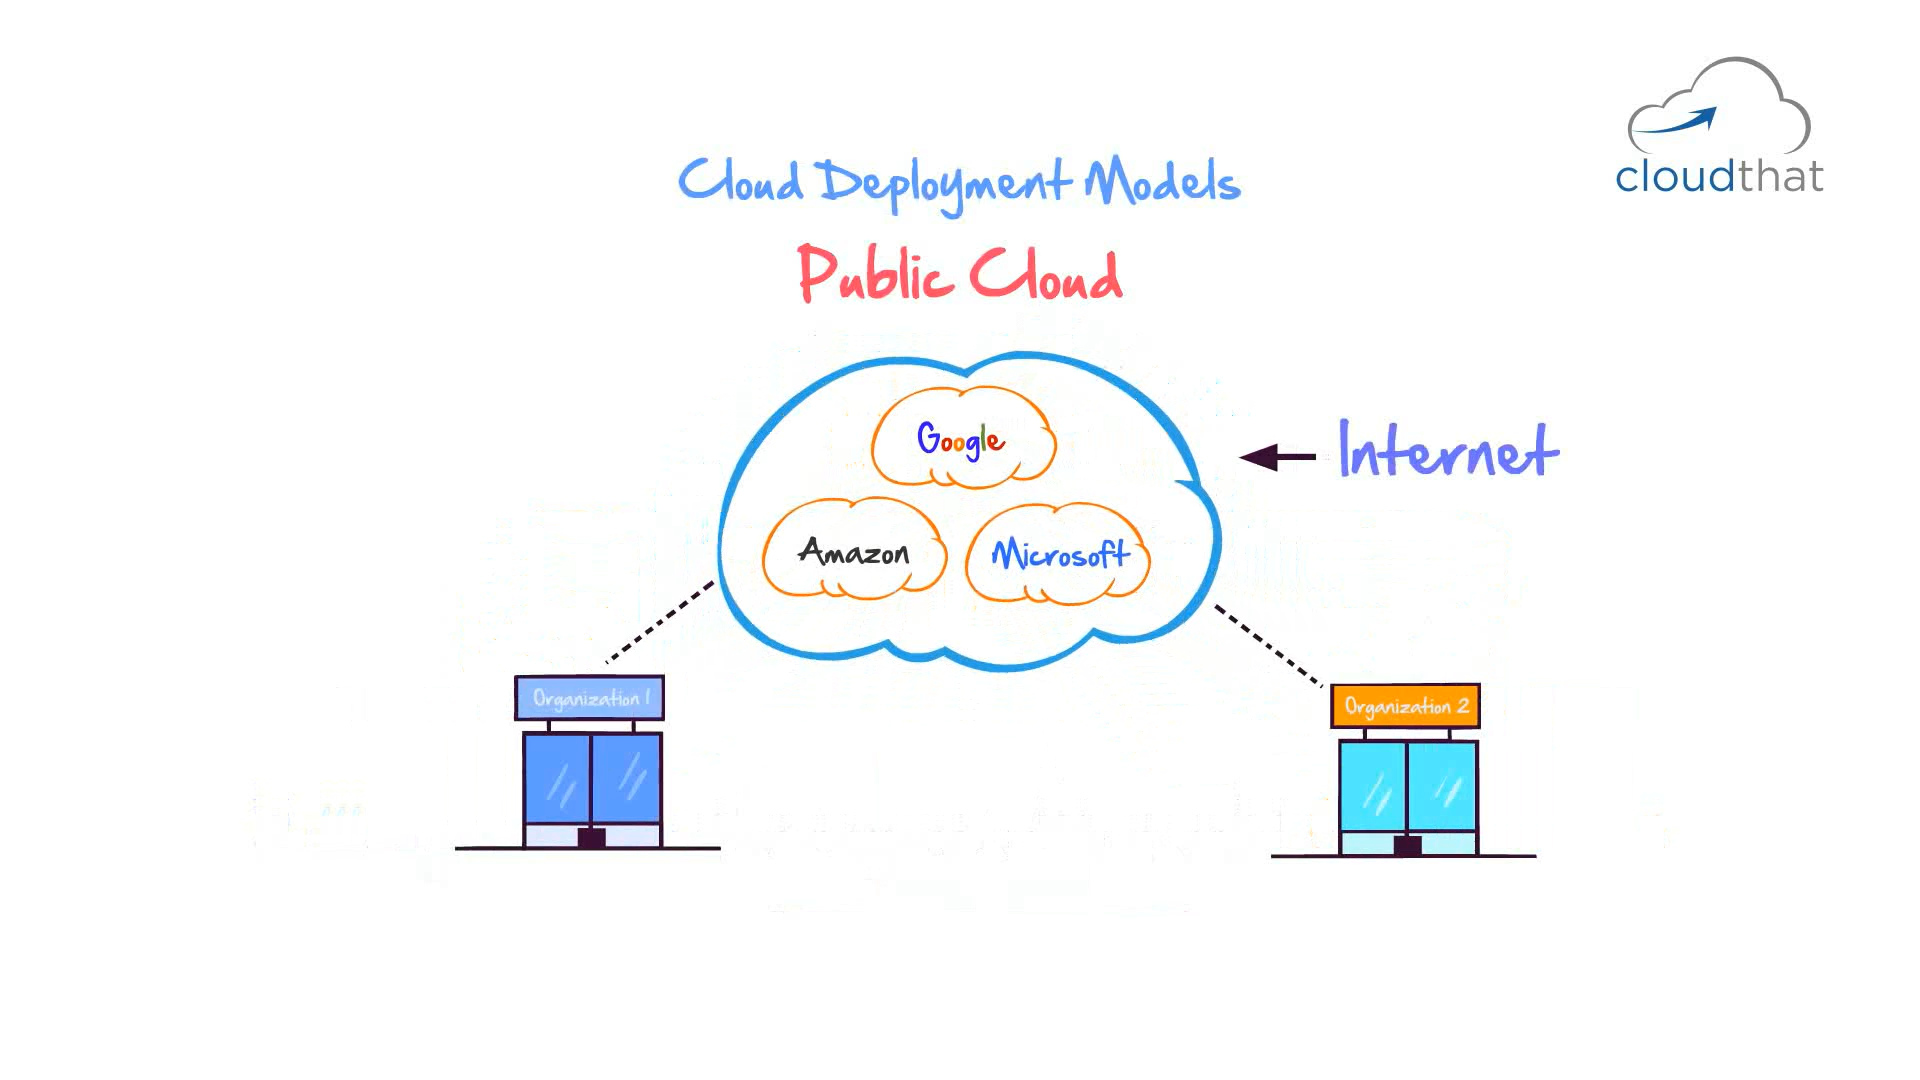 cloudthat
Cloud Deployment Models
Public Cloud
Google
Internet
Amazon
Microsoft
Organization 1
Organization 2